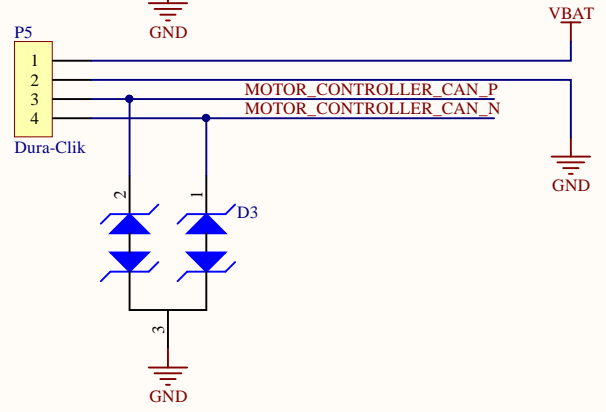 GND
VBAT
P5
1
2
3
4
MOTOR_CONTROLLER_CAN_P
MOTOR_CONTROLLER_CAN_N
Dura-Clik
GND
2
1
D3
3
GND